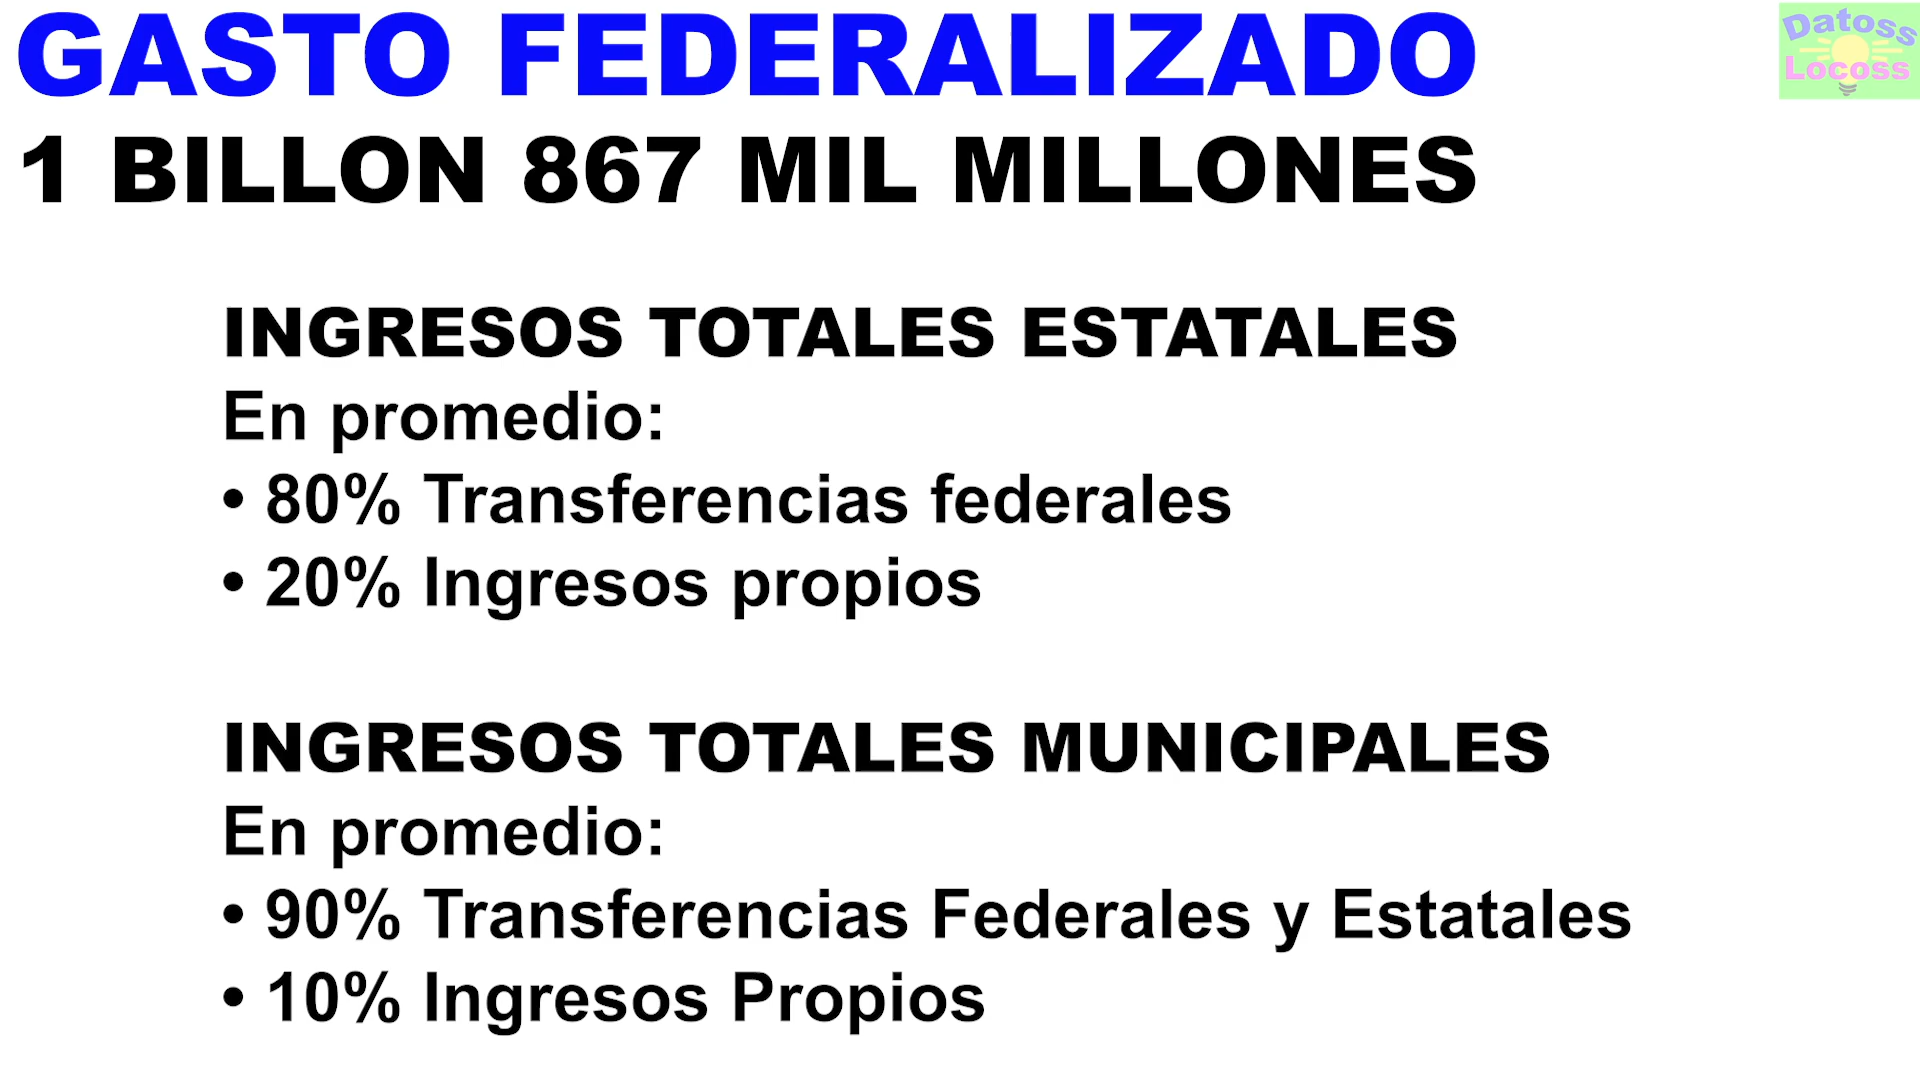 GASTO FEDERALIZADO
1 BILLON 867 MIL MILLONES
Datoss
Locoss
INGRESOS TOTALES ESTATALES
En promedio:
• 80% Transferencias federales
• 20% Ingresos propios
INGRESOS TOTALES MUNICIPALES
En promedio:
• 90% Transferencias Federales y Estatales
• 10% Ingresos Propios